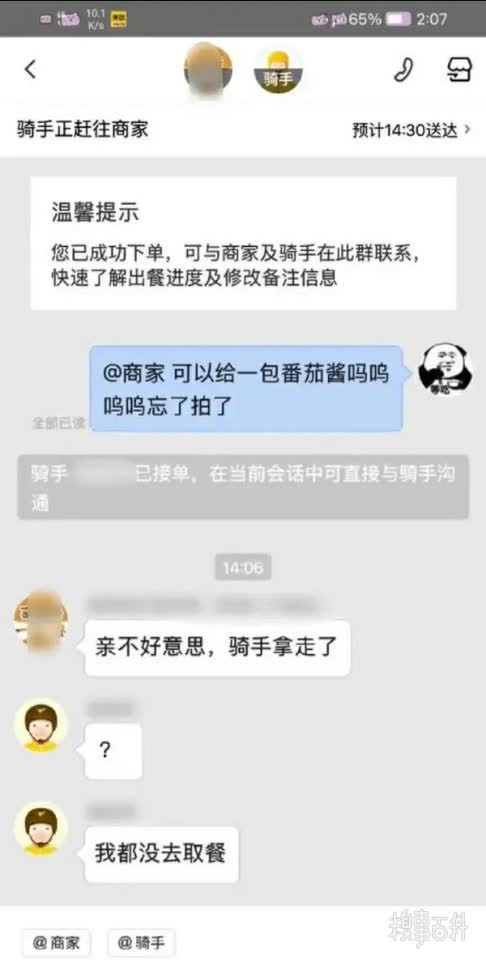 10.1
K/s
65%
2:07
骑手
骑手正赶往商家
预计14:30送达
温馨提示
您已成功下单，可与商家及骑手在此群联系，
快速了解出餐进度及修改备注信息
@商家 可以给一包番茄酱吗呜
呜呜忘了拍了
全部已读
骑手 已接单，在当前会话中可直接与骑手沟
通
14:06
亲不好意思，骑手拿走了
？
我都没去取餐
@商家
@骑手
糗事百科